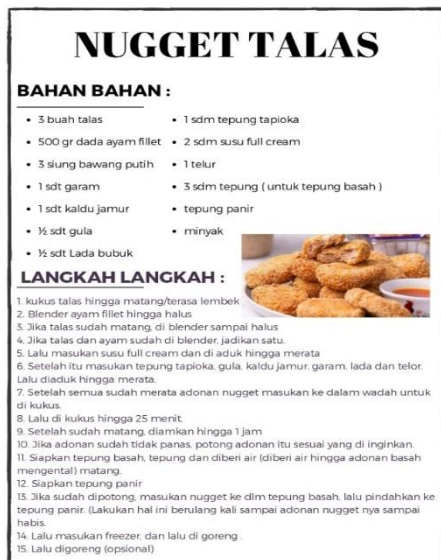 NUGGET TALAS
BAHAN BAHAN :
• 3 buah talas
• 500 gr dada ayam fillet
• 3 siung bawang putih
• 1 sdt garam
• 1 sdt kaldu jamur
• ½ sdt gula
• ½ sdt Lada bubuk
• 1 sdm tepung tapioka
• 2 sdm susu full cream
• 1 telur
• 3 sdm tepung ( untuk tepung basah )
• tepung panir
• minyak
LANGKAH LANGKAH :
1. kukus talas hingga matang/terasa lembek
2. Blender ayam fillet hingga halus
3. Jika talas sudah matang, di blender sampai halus
4. Jika talas dan ayam sudah di blender, jadikan satu.
5. Lalu masukan susu full cream dan di aduk hingga merata
6. Setelah itu masukan tepung tapioka, gula, kaldu jamur, garam, lada dan telor.
Lalu diaduk hingga merata.
7. Setelah semua sudah merata adonan nugget masukan ke dalam wadah untuk
di kukus.
8. Lalu di kukus hingga 25 menit.
9. Setelah sudah matang, diamkan hingga 1 jam
10. Jika adonan sudah tidak panas, potong adonan itu sesuai yang di inginkan.
11. Siapkan tepung basah, tepung dan diberi air (diberi air hingga adonan basah
mengental) matang.
12. Siapkan tepung panir
13. Jika sudah dipotong, masukan nugget ke dlm tepung basah, lalu pindahkan ke
tepung panir. (Lakukan hal ini berulang kali sampai adonan nugget nya sampai
habis.
14. Lalu masukan freezer, dan lalu di goreng .
15. Lalu digoreng (opsional)